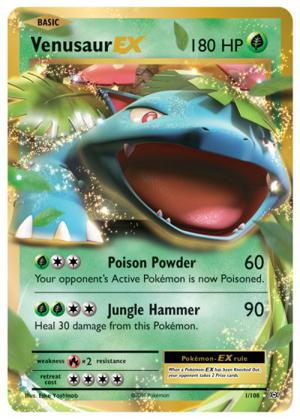 BASIC
Venusaur EX 180 HP
Poison Powder 60
Your opponent's Active Pokémon is now Poisoned.
Jungle Hammer 90
Heal 30 damage from this Pokémon.
weakness ×2 resistance
retreat cost
Pokémon-EX rule
When a Pokémon-EX has been Knocked Out, your opponent takes 2 Prize cards.
Illus. Eske Yoshinob
©2016 Pokémon
1/108